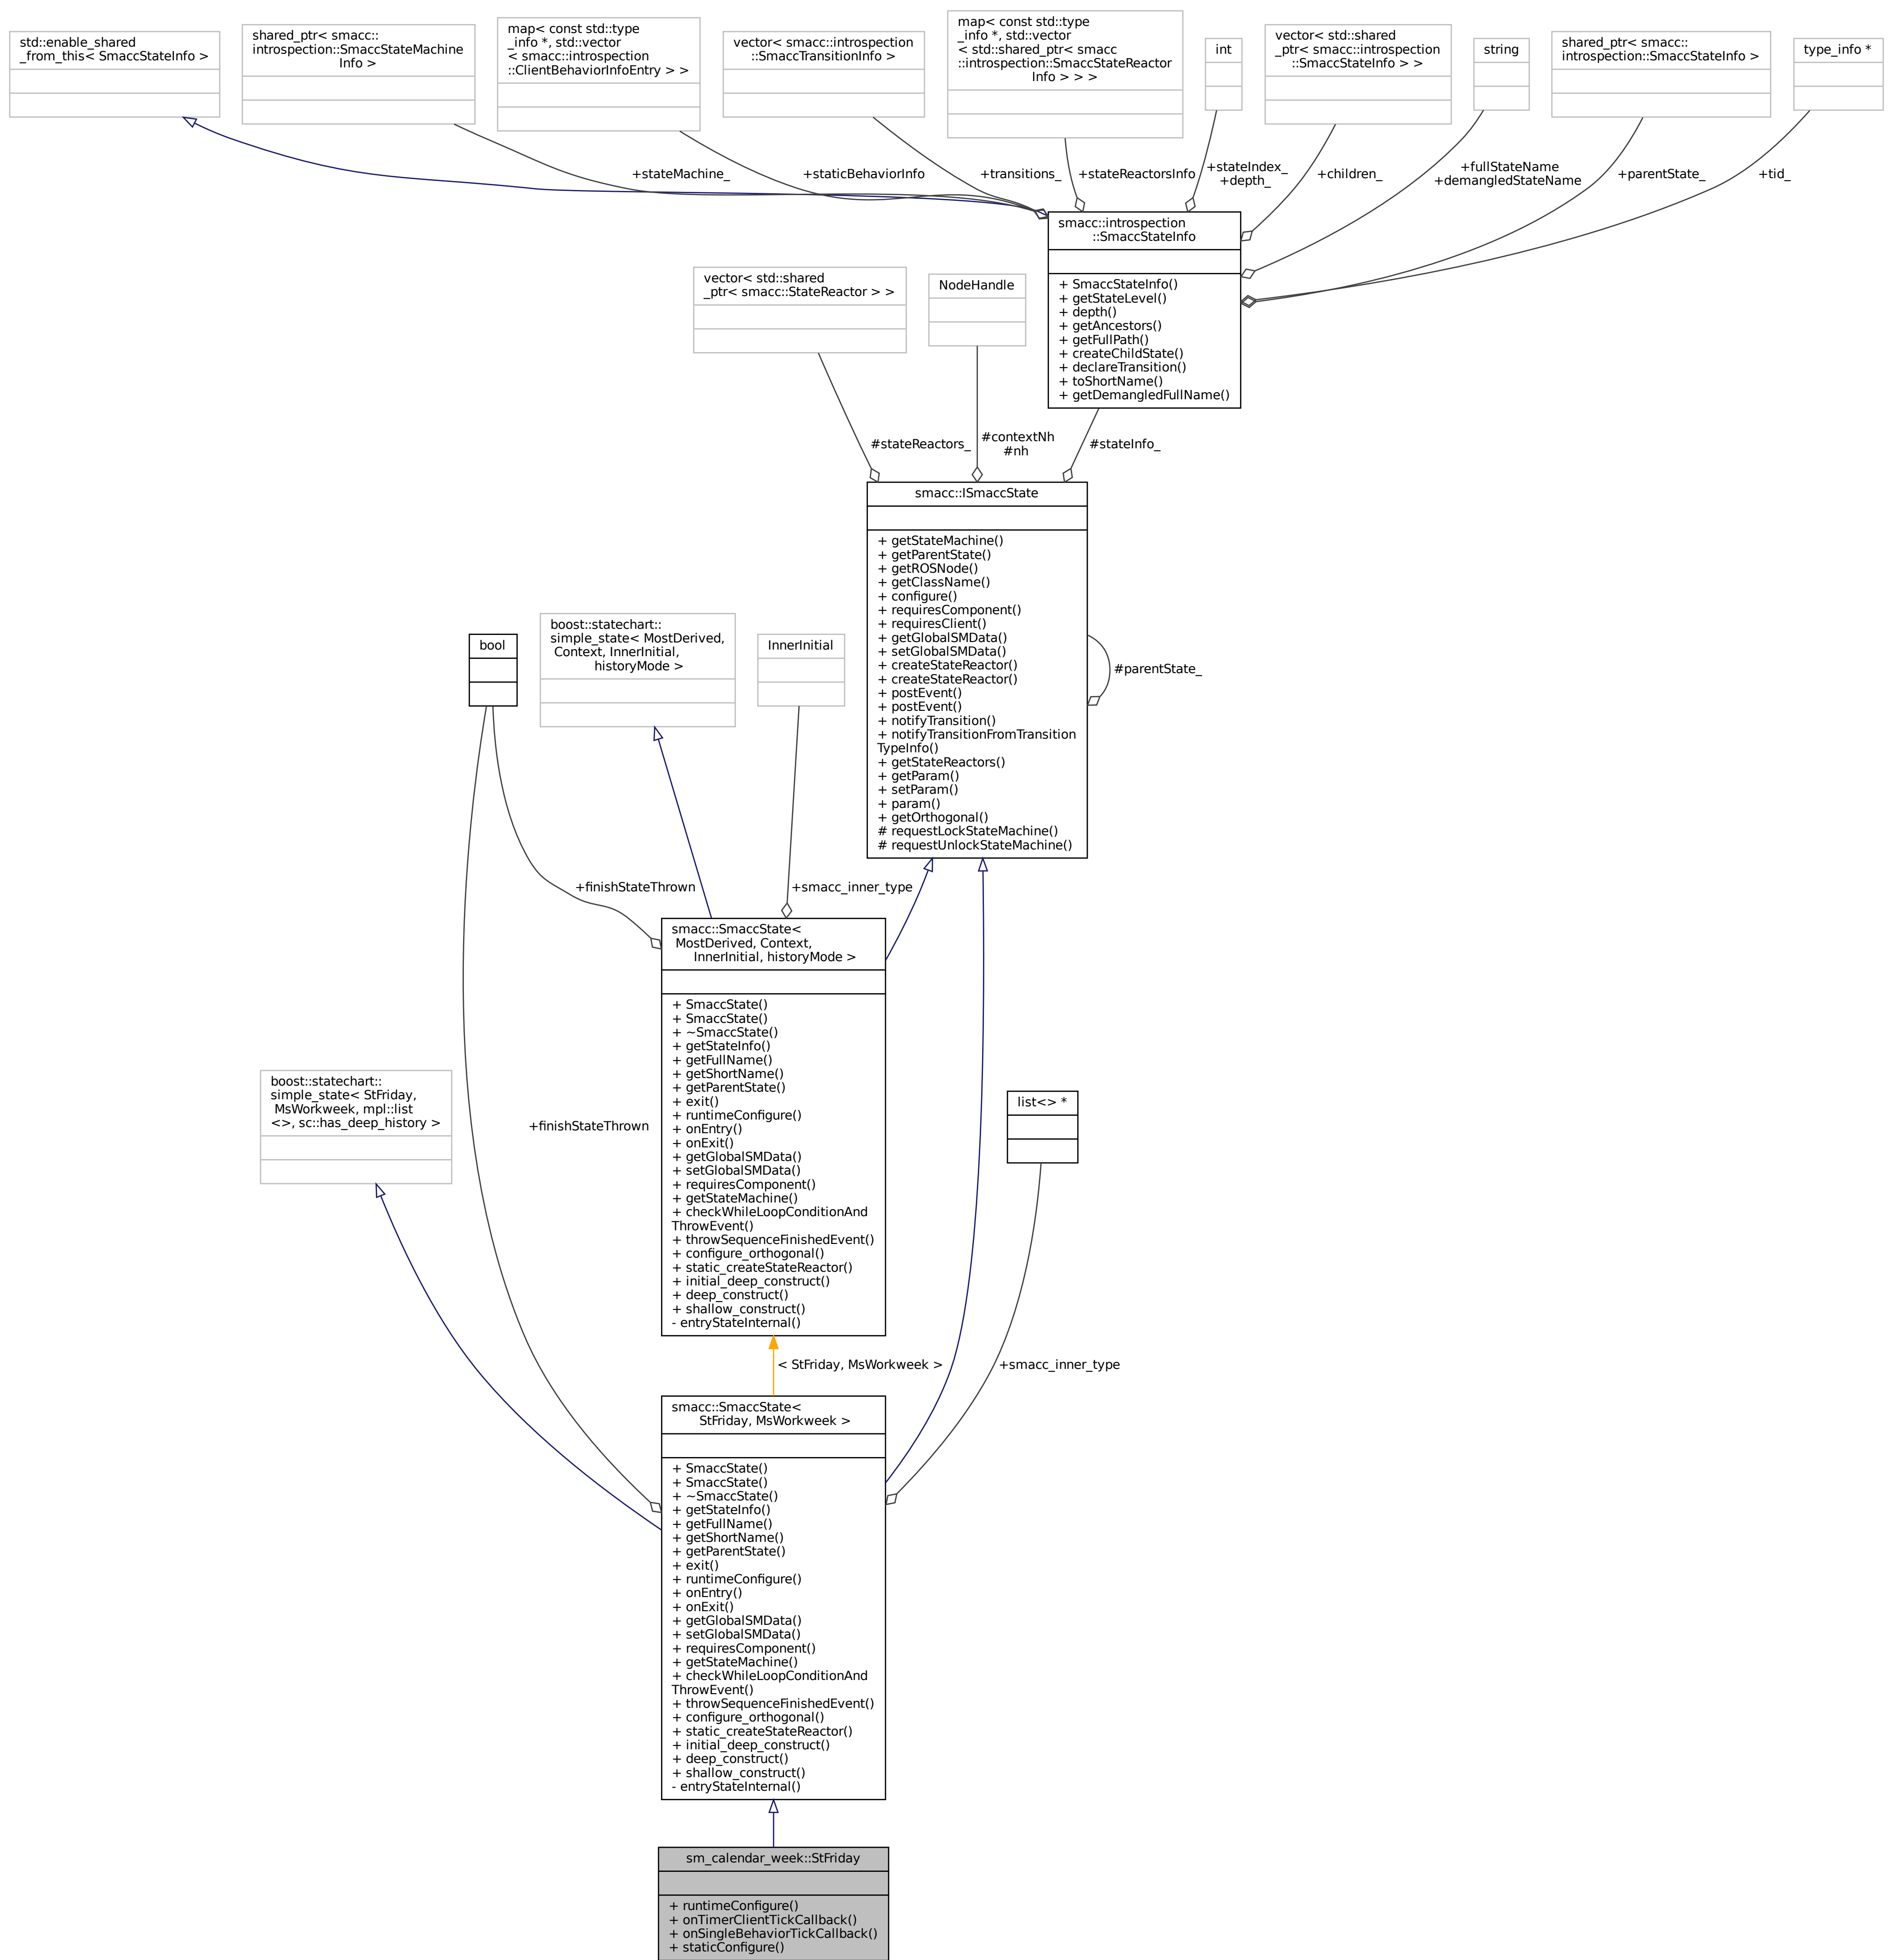 std::enable_shared
_from_this< SmaccStateInfo >
shared_ptr< smacc::
introspection::SmaccStateMachine
Info >
map< const std::type
_info *, std::vector
< smacc::introspection
::ClientBehaviorInfoEntry > >
vector< smacc::introspection
::SmaccTransitionInfo >
map< const std::type
_info *, std::vector
< std::shared_ptr< smacc
::introspection::SmaccStateReactor
Info > > >
int
vector< std::shared
_ptr< smacc::introspection
::SmaccStateInfo > >
string
shared_ptr< smacc::
introspection::SmaccStateInfo >
type_info *
+stateMachine_
+staticBehaviorInfo
+transitions_
+stateReactorsInfo
+stateIndex_
+depth_
+children_
+fullStateName
+demangledStateName
+parentState_
+tid_
smacc::introspection
::SmaccStateInfo
+ SmaccStateInfo()
+ getStateLevel()
+ depth()
+ getAncestors()
+ getFullPath()
+ createChildState()
+ declareTransition()
+ toShortName()
+ getDemangledFullName()
vector< std::shared
_ptr< smacc::StateReactor > >
NodeHandle
#stateReactors_
#contextNh
#nh
#stateInfo_
smacc::ISmaccState
+ getStateMachine()
+ getParentState()
+ getROSNode()
+ getClassName()
+ configure()
+ requiresComponent()
+ requiresClient()
+ getGlobalSMData()
+ setGlobalSMData()
+ createStateReactor()
+ createStateReactor()
+ postEvent()
+ postEvent()
+ notifyTransition()
+ notifyTransitionFromTransition
TypeInfo()
+ getStateReactors()
+ getParam()
+ setParam()
+ param()
+ getOrthogonal()
# requestLockStateMachine()
# requestUnlockStateMachine()
#parentState_
bool
boost::statechart::
simple_state< MostDerived,
Context, InnerInitial,
historyMode >
InnerInitial
+finishStateThrown
+smacc_inner_type
smacc::SmaccState<
MostDerived, Context,
InnerInitial, historyMode >
+ SmaccState()
+ SmaccState()
+ ~SmaccState()
+ getStateInfo()
+ getFullName()
+ getShortName()
+ getParentState()
+ exit()
+ runtimeConfigure()
+ onEntry()
+ onExit()
+ getGlobalSMData()
+ setGlobalSMData()
+ requiresComponent()
+ getStateMachine()
+ checkWhileLoopConditionAnd
ThrowEvent()
+ throwSequenceFinishedEvent()
+ configure_orthogonal()
+ static_createStateReactor()
+ initial_deep_construct()
+ deep_construct()
+ shallow_construct()
- entryStateInternal()
boost::statechart::
simple_state< StFriday,
MsWorkweek, mpl::list
<>, sc::has_deep_history >
+finishStateThrown
list<> *
< StFriday, MsWorkweek >
+smacc_inner_type
smacc::SmaccState<
StFriday, MsWorkweek >
+ SmaccState()
+ SmaccState()
+ ~SmaccState()
+ getStateInfo()
+ getFullName()
+ getShortName()
+ getParentState()
+ exit()
+ runtimeConfigure()
+ onEntry()
+ onExit()
+ getGlobalSMData()
+ setGlobalSMData()
+ requiresComponent()
+ getStateMachine()
+ checkWhileLoopConditionAnd
ThrowEvent()
+ throwSequenceFinishedEvent()
+ configure_orthogonal()
+ static_createStateReactor()
+ initial_deep_construct()
+ deep_construct()
+ shallow_construct()
- entryStateInternal()
sm_calendar_week::StFriday
+ runtimeConfigure()
+ onTimerClientTickCallback()
+ onSingleBehaviorTickCallback()
+ staticConfigure()